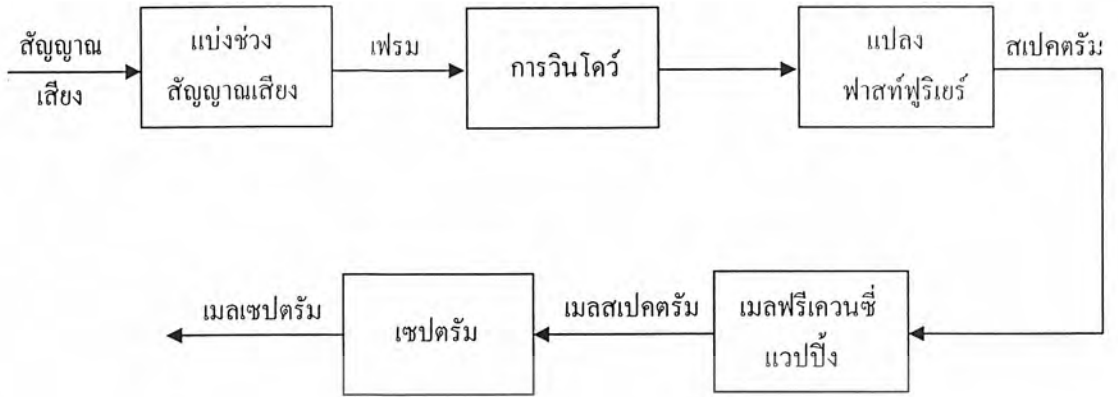 สัญญาณ
เสียง
แบ่งช่วง
สัญญาณเสียง
เฟรม
การวินโดว์
แปลง
ฟาสท์ฟูริเยร์
สเปคตรัม
เมลฟรีเควนซี่
แวปปิ้ง
เมลสเปคตรัม
เซปตรัม
เมลเซปตรัม